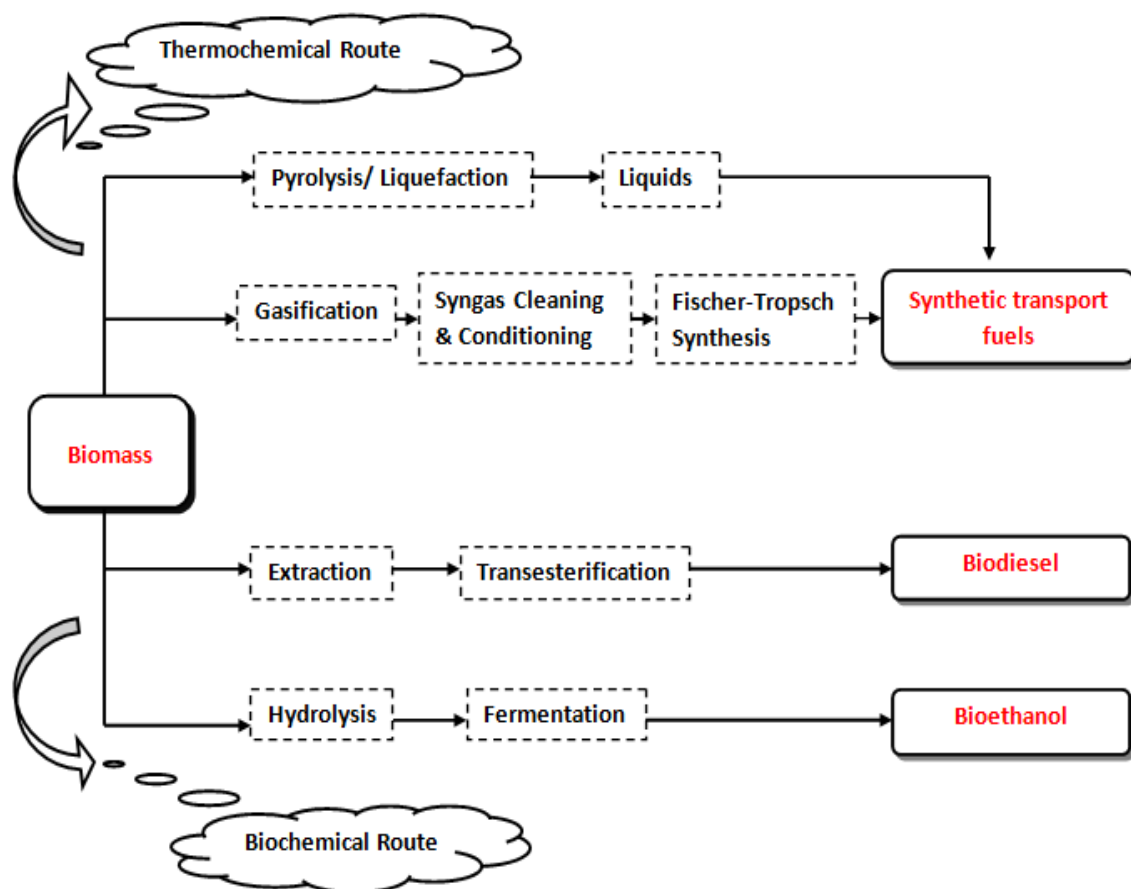 Thermochemical Route
Pyrolysis/ Liquefaction
Liquids
Gasification
Syngas Cleaning
& Conditioning
Fischer-Tropsch
Synthesis
Synthetic transport
fuels
Biomass
Extraction
Transesterification
Biodiesel
Hydrolysis
Fermentation
Bioethanol
Biochemical Route